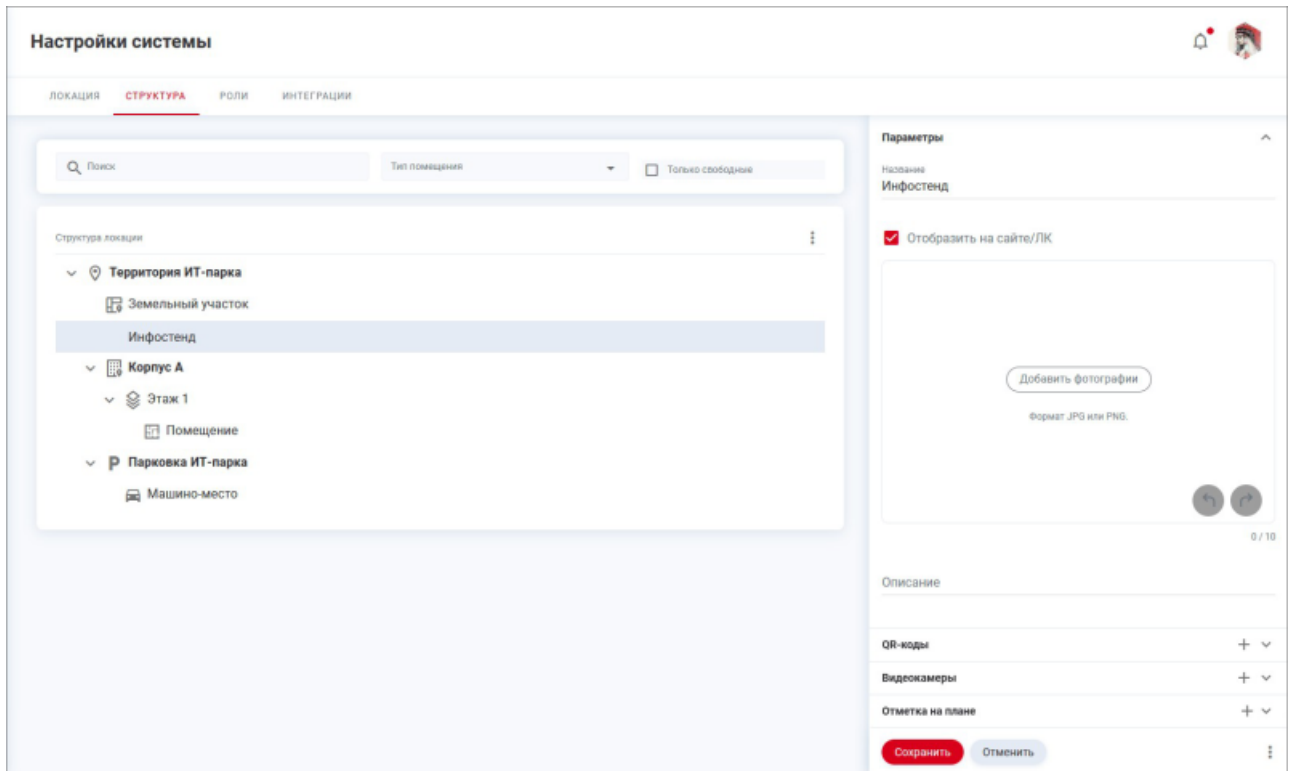 Настройки системы
ЛОКАЦИЯ СТРУКТУРА РОЛИ ИНТЕГРАЦИИ
Поиск
Тип помещения
Только свободные
Структура локации
Территория ИТ-парка
Земельный участок
Инфостенд
Корпус А
Этаж 1
Помещение
Парковка ИТ-парка
Машино-место
Параметры
Название
Инфостенд
Отобразить на сайте/ЛК
Добавить фотографии
Формат JPG или PNG.
0 / 10
Описание
QR-коды
Видеокамеры
Отметка на плане
Сохранить Отменить